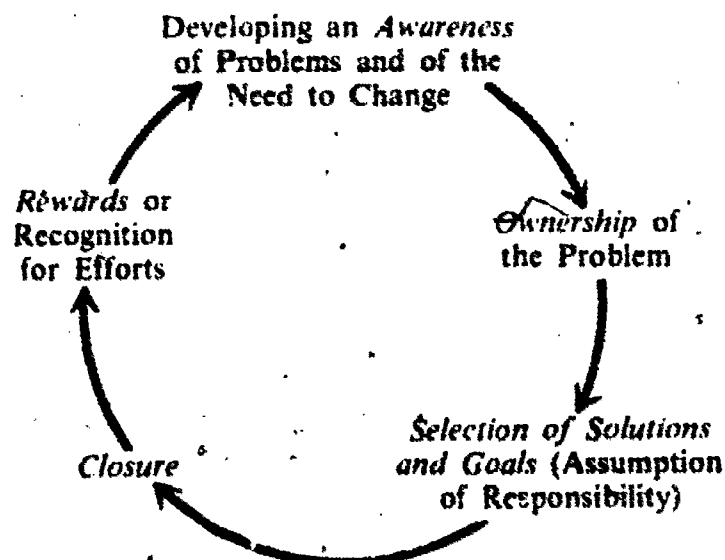 Developing an Awareness
of Problems and of the
Need to Change
Ownership of
the Problem
Selection of Solutions
and Goals (Assumption
of Responsibility)
Closure
Rewards or
Recognition
for Efforts